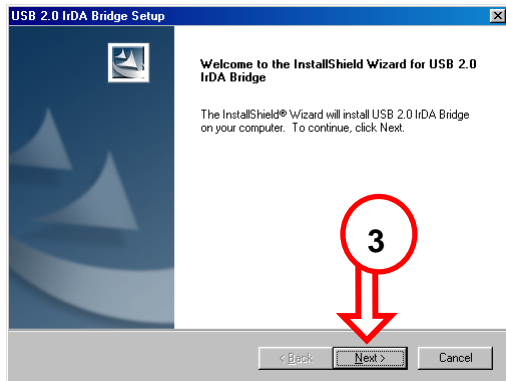 USB 2.0 IrDA Bridge Setup
Welcome to the InstallShield Wizard for USB 2.0
IrDA Bridge
The InstallShield® Wizard will install USB 2.0 IrDA Bridge
on your computer. To continue, click Next.
3
< Back
Next >
Cancel